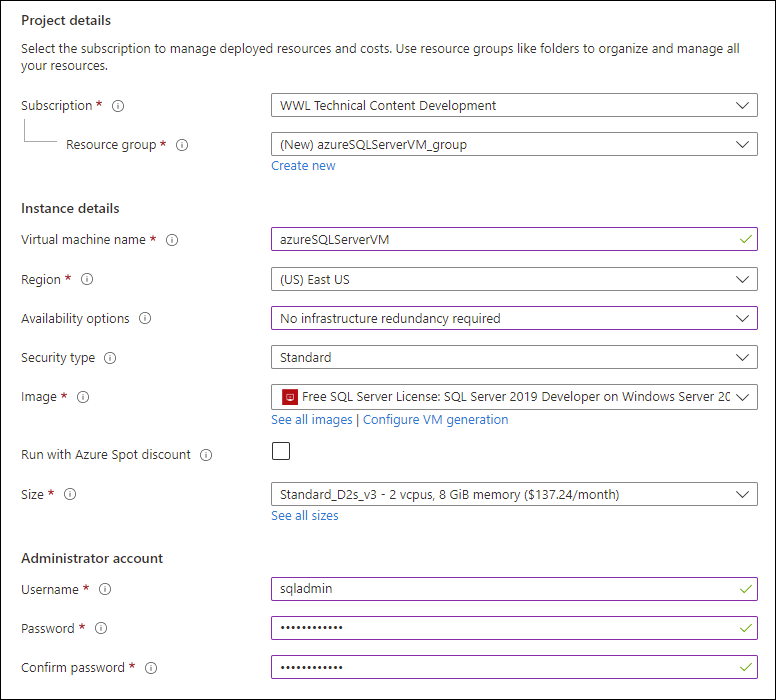 Project details
Select the subscription to manage deployed resources and costs. Use resource groups like folders to organize and manage all
your resources.
Subscription *
WWL Technical Content Development
Resource group *
(New) azureSQLServerVM_group
Create new
Instance details
Virtual machine name *
azureSQLServerVM
Region *
(US) East US
Availability options
No infrastructure redundancy required
Security type
Standard
Image *
Free SQL Server License: SQL Server 2019 Developer on Windows Server 20
See all images | Configure VM generation
Run with Azure Spot discount
Size *
Standard_D2s_v3 - 2 vcpus, 8 GiB memory ($137.24/month)
See all sizes
Administrator account
Username *
sqladmin
Password *
••••••••••••
Confirm password *
••••••••••••